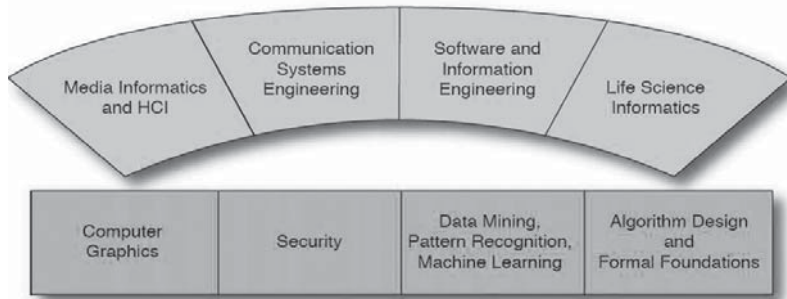 Media Informatics
and HCI
Communication
Systems
Engineering
Software and
Information
Engineering
Life Science
Informatics
Computer
Graphics
Security
Data Mining,
Pattern Recognition,
Machine Learning
Algorithm Design
and
Formal Foundations